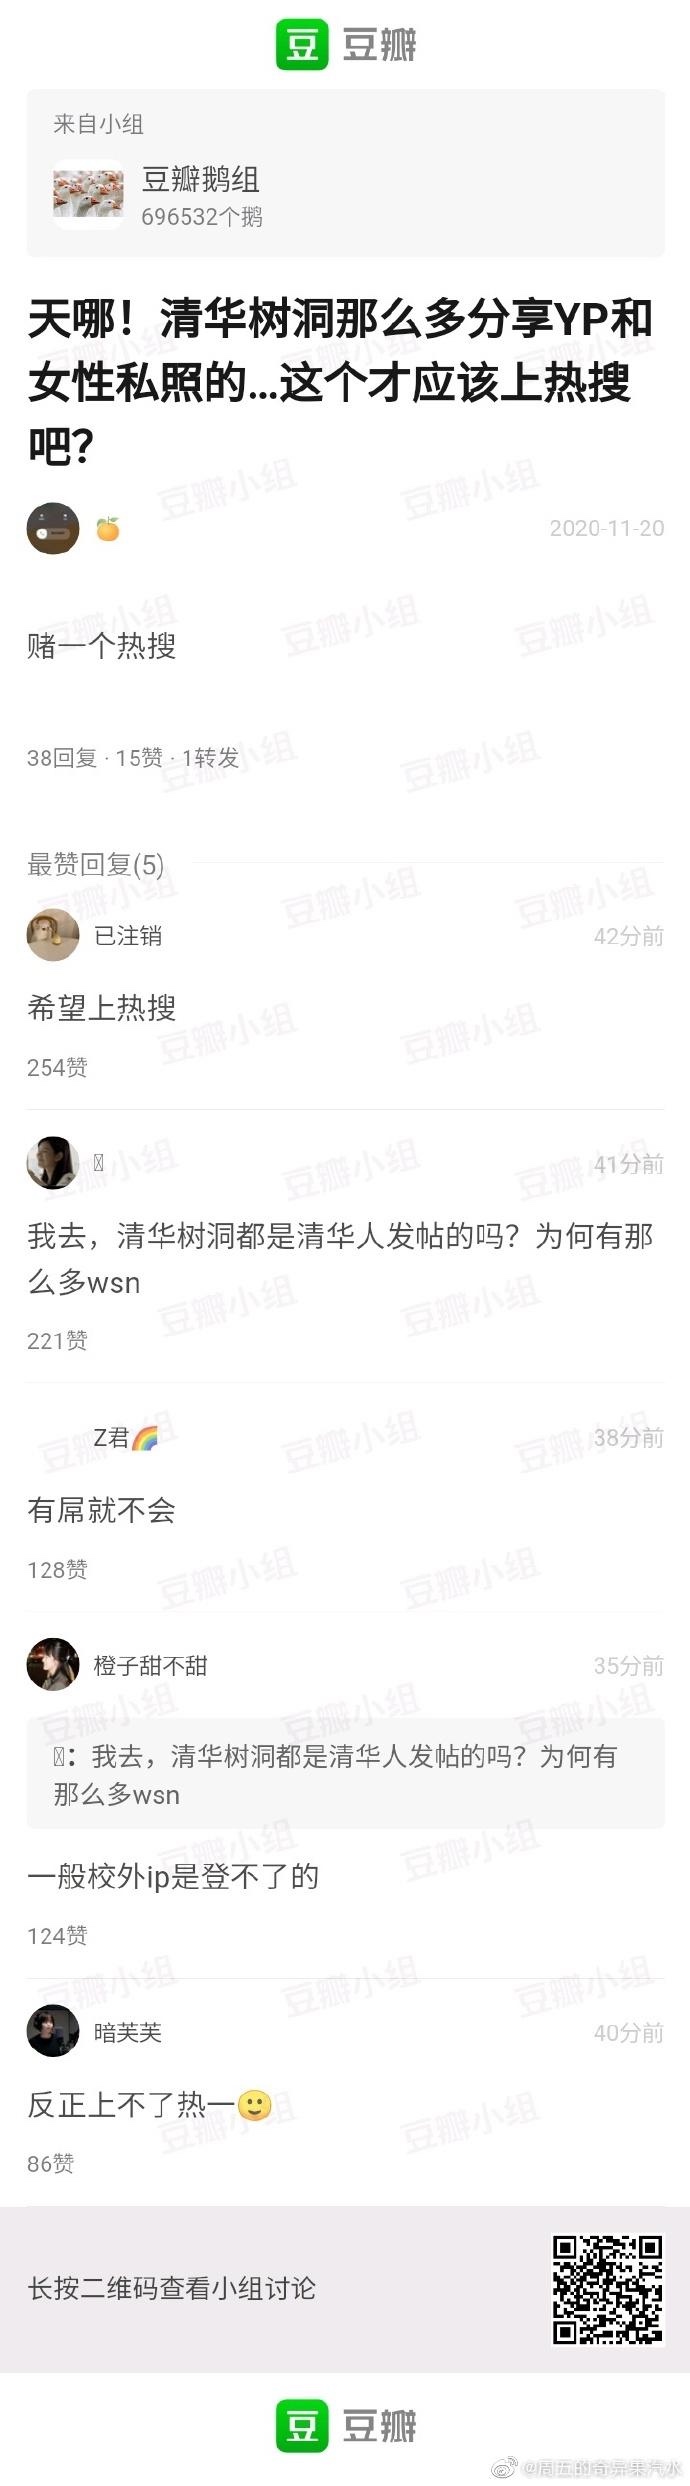 豆 豆瓣
来自小组
豆瓣鹅组
696532个鹅
天哪！清华树洞那么多分享YP和
女性私照的...这个才应该上热搜
吧？
2020-11-20
赌一个热搜
38回复 · 15赞 · 1转发
最赞回复(5)
已注销 42分前
希望上热搜
254赞
41分前
我去，清华树洞都是清华人发帖的吗？为何有那
么多wsn
221赞
Z君🌈 38分前
有屌就不会
128赞
橙子甜不甜 35分前
：我去，清华树洞都是清华人发帖的吗？为何有
那么多wsn
一般校外ip是登不了的
124赞
暗芙芙 40分前
反正上不了热一🙂
86赞
长按二维码查看小组讨论
豆 豆瓣
@周五的奇异果汽水
豆瓣小组